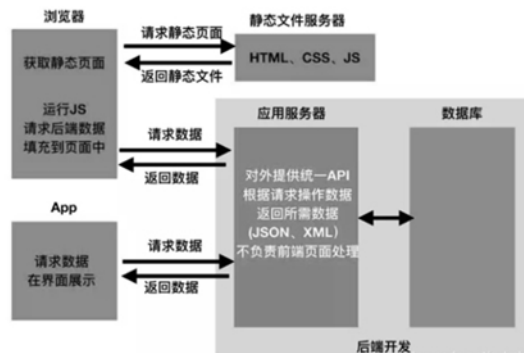 浏览器
获取静态页面
运行JS
请求后端数据
填充到页面中
请求静态页面
返回静态文件
静态文件服务器
HTML、CSS、JS
请求数据
返回数据
应用服务器
对外提供统一API
根据请求操作数据
返回所需数据
(JSON、XML)
不负责前端页面处理
数据库
App
请求数据
在界面展示
请求数据
返回数据
后端开发